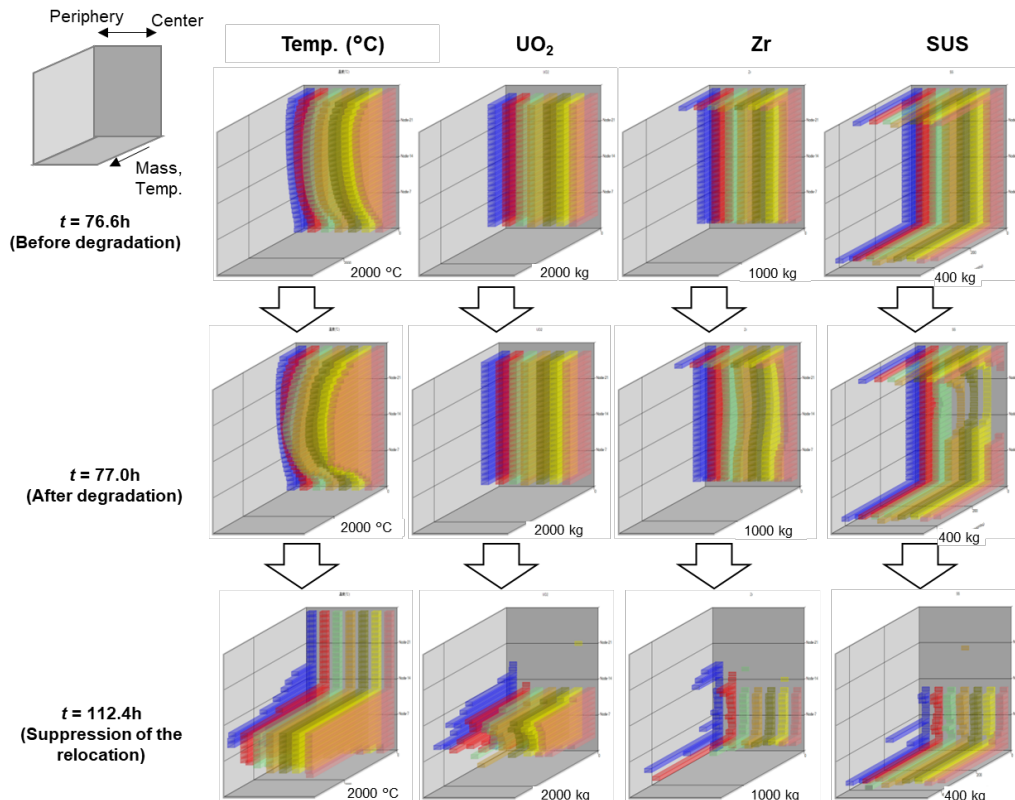 Periphery
Center
Mass,
Temp.
Temp. (°C)
UO₂
Zr
SUS
t = 76.6h
(Before degradation)
2000 °C
2000 kg
1000 kg
400 kg
t = 77.0h
(After degradation)
2000 °C
2000 kg
1000 kg
400 kg
t = 112.4h
(Suppression of the
relocation)
2000 °C
2000 kg
1000 kg
400 kg